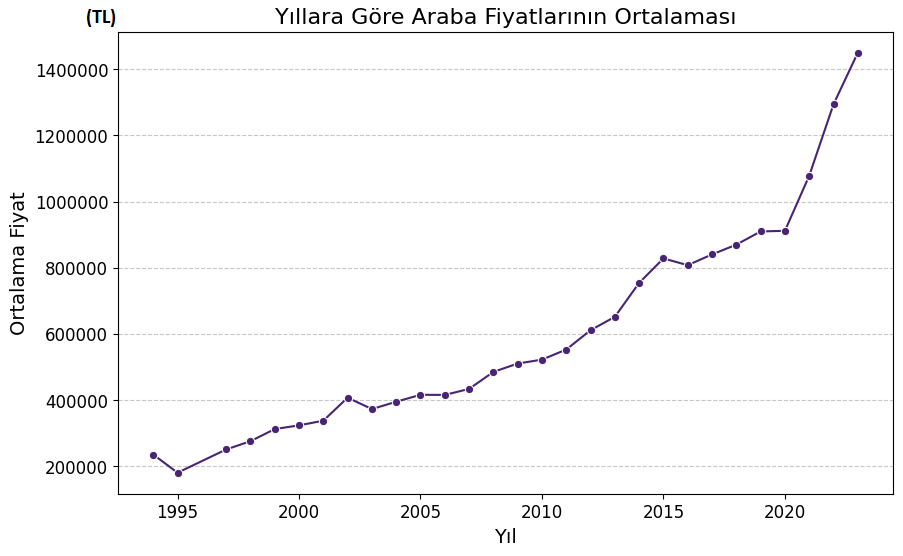 (TL)
Yıllara Göre Araba Fiyatlarının Ortalaması
Ortalama Fiyat
1400000
1200000
1000000
800000
600000
400000
200000
1995 2000 2005 2010 2015 2020
Yıl